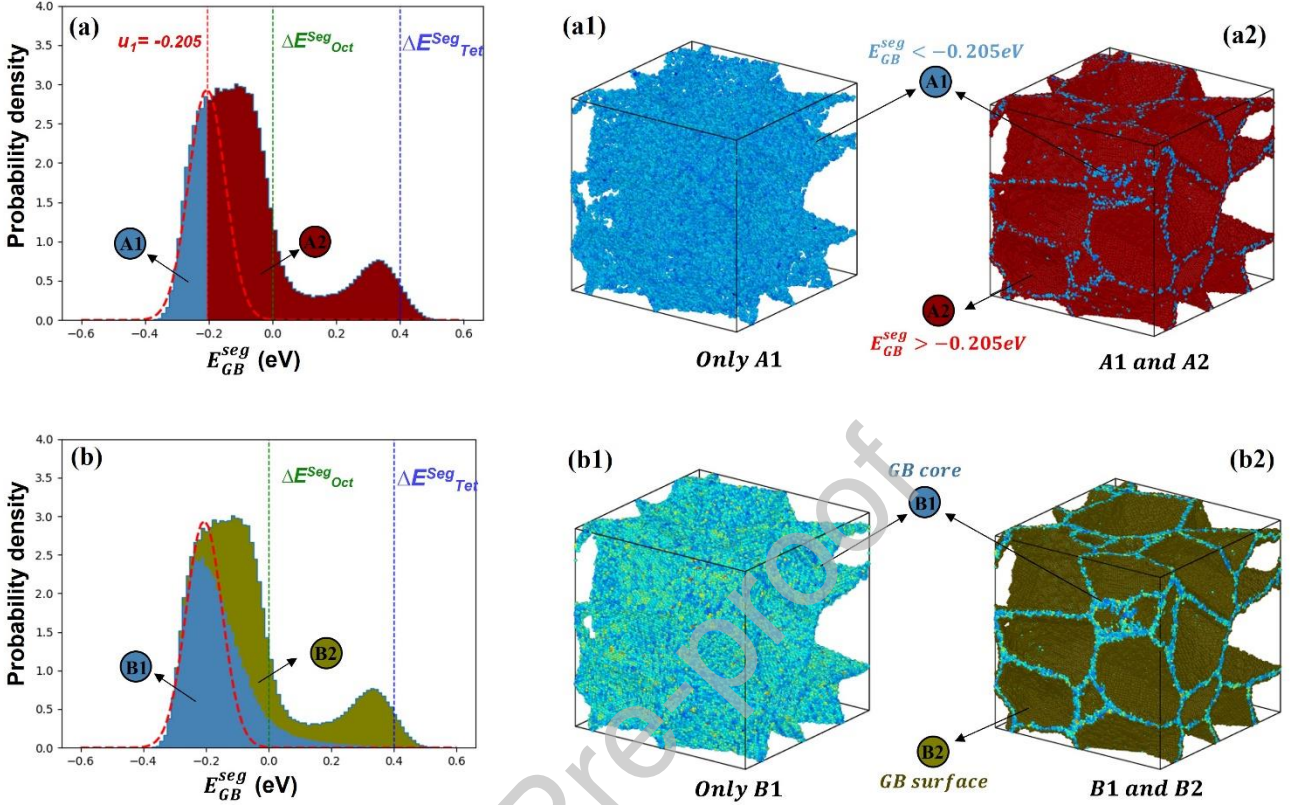 (a)
u₁= -0.205
ΔE^Seg_Oct
ΔE^Seg_Tet
4.0
3.5
3.0
2.5
2.0
1.5
1.0
0.5
0.0
Probability density
A1
A2
−0.6 −0.4 −0.2 0.0 0.2 0.4 0.6
E^seg_GB (eV)
(a1)
Only A1
E^seg_GB < −0.205eV
A1
A2
E^seg_GB > −0.205eV
(a2)
A1 and A2
(b)
ΔE^Seg_Oct
ΔE^Seg_Tet
4.0
3.5
3.0
2.5
2.0
1.5
1.0
0.5
0.0
Probability density
B1
B2
−0.6 −0.4 −0.2 0.0 0.2 0.4 0.6
E^seg_GB (eV)
(b1)
Only B1
GB core
B1
B2
GB surface
(b2)
B1 and B2
Pre-proof